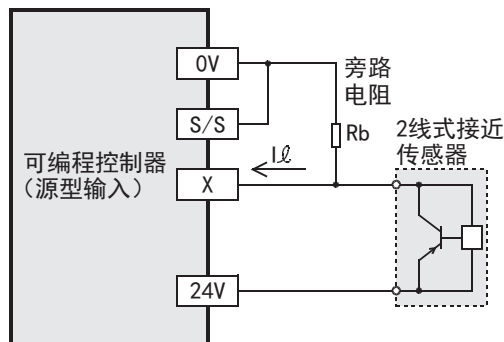 0V
旁路
电阻
S/S
Rb
2线式接近
传感器
可编程控制器
（源型输入）
Iℓ
X
24V